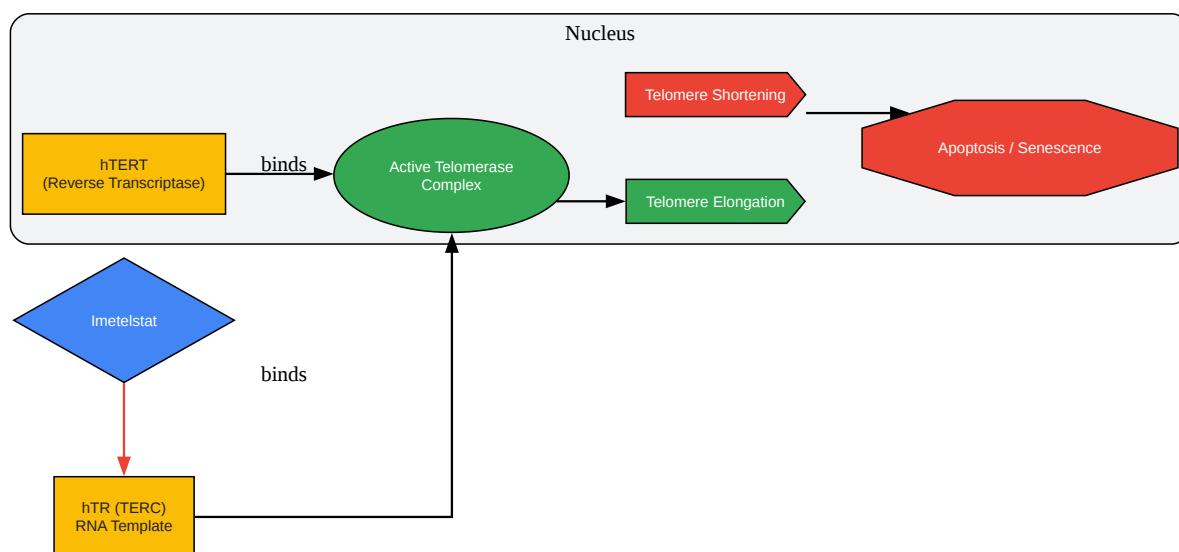 Nucleus
Telomere Shortening
hTERT
(Reverse Transcriptase)
binds
Active Telomerase
Complex
Apoptosis / Senescence
Telomere Elongation
Imetelstat
binds
hTR (TERC)
RNA Template